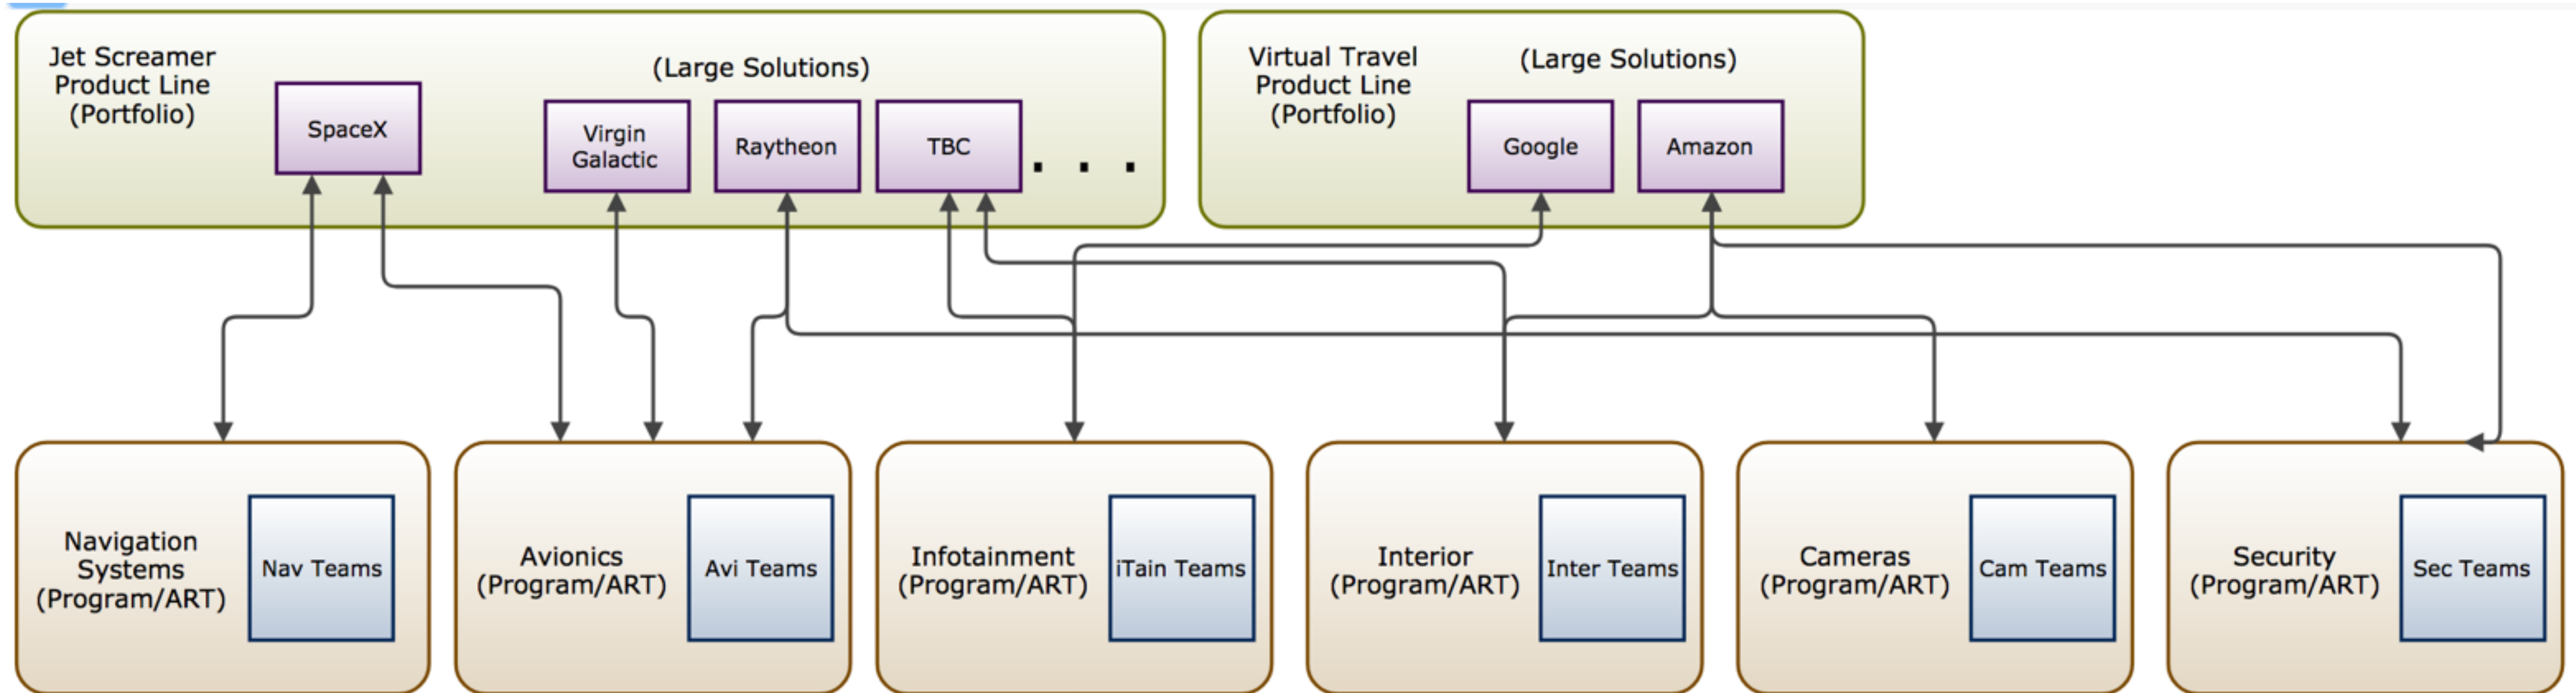 Jet Screamer
Product Line
(Portfolio)
(Large Solutions)
SpaceX
Virgin
Galactic
Raytheon
TBC
. . .
Virtual Travel
Product Line
(Portfolio)
(Large Solutions)
Google
Amazon
Navigation
Systems
(Program/ART)
Nav Teams
Avionics
(Program/ART)
Avi Teams
Infotainment
(Program/ART)
iTain Teams
Interior
(Program/ART)
Inter Teams
Cameras
(Program/ART)
Cam Teams
Security
(Program/ART)
Sec Teams